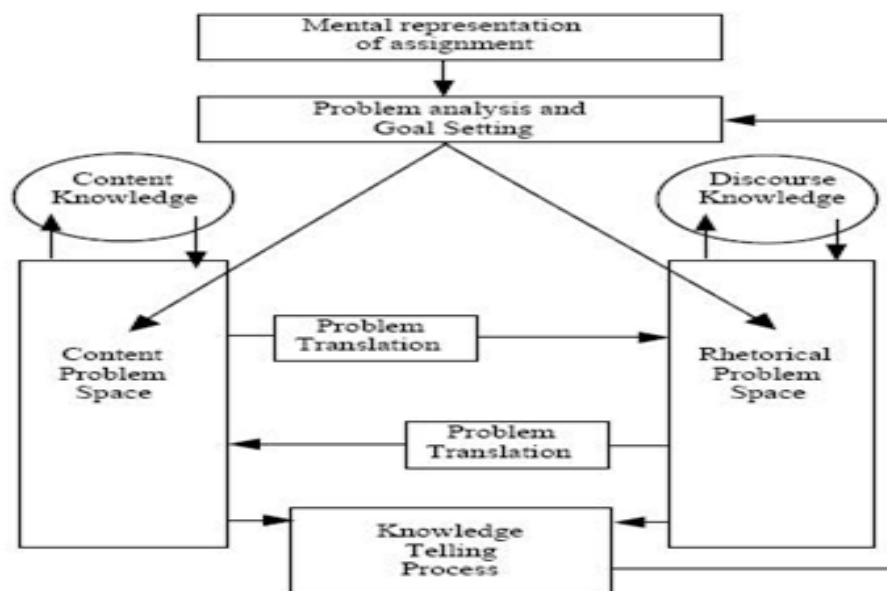 Mental representation
of assignment
Problem analysis and
Goal Setting
Content
Knowledge
Discourse
Knowledge
Problem
Translation
Content
Problem
Space
Rhetorical
Problem
Space
Problem
Translation
Knowledge
Telling
Process